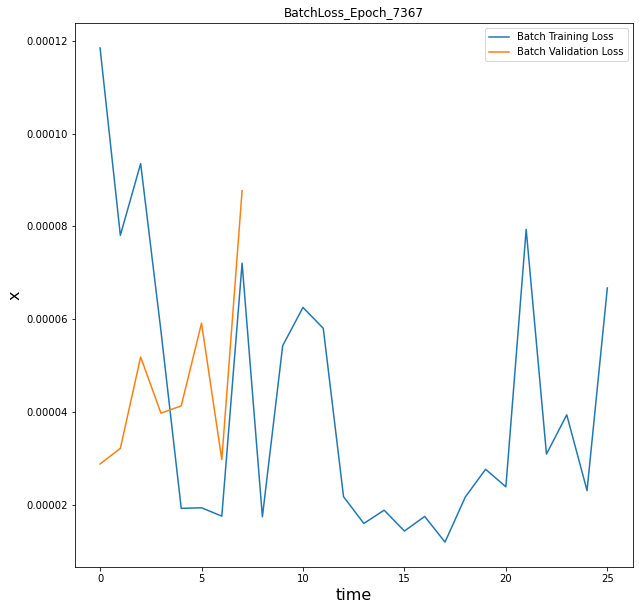 BatchLoss_Epoch_7367
Batch Training Loss
Batch Validation Loss
0.00012
0.00010
0.00008
0.00006
0.00004
0.00002
x
0 5 10 15 20 25
time